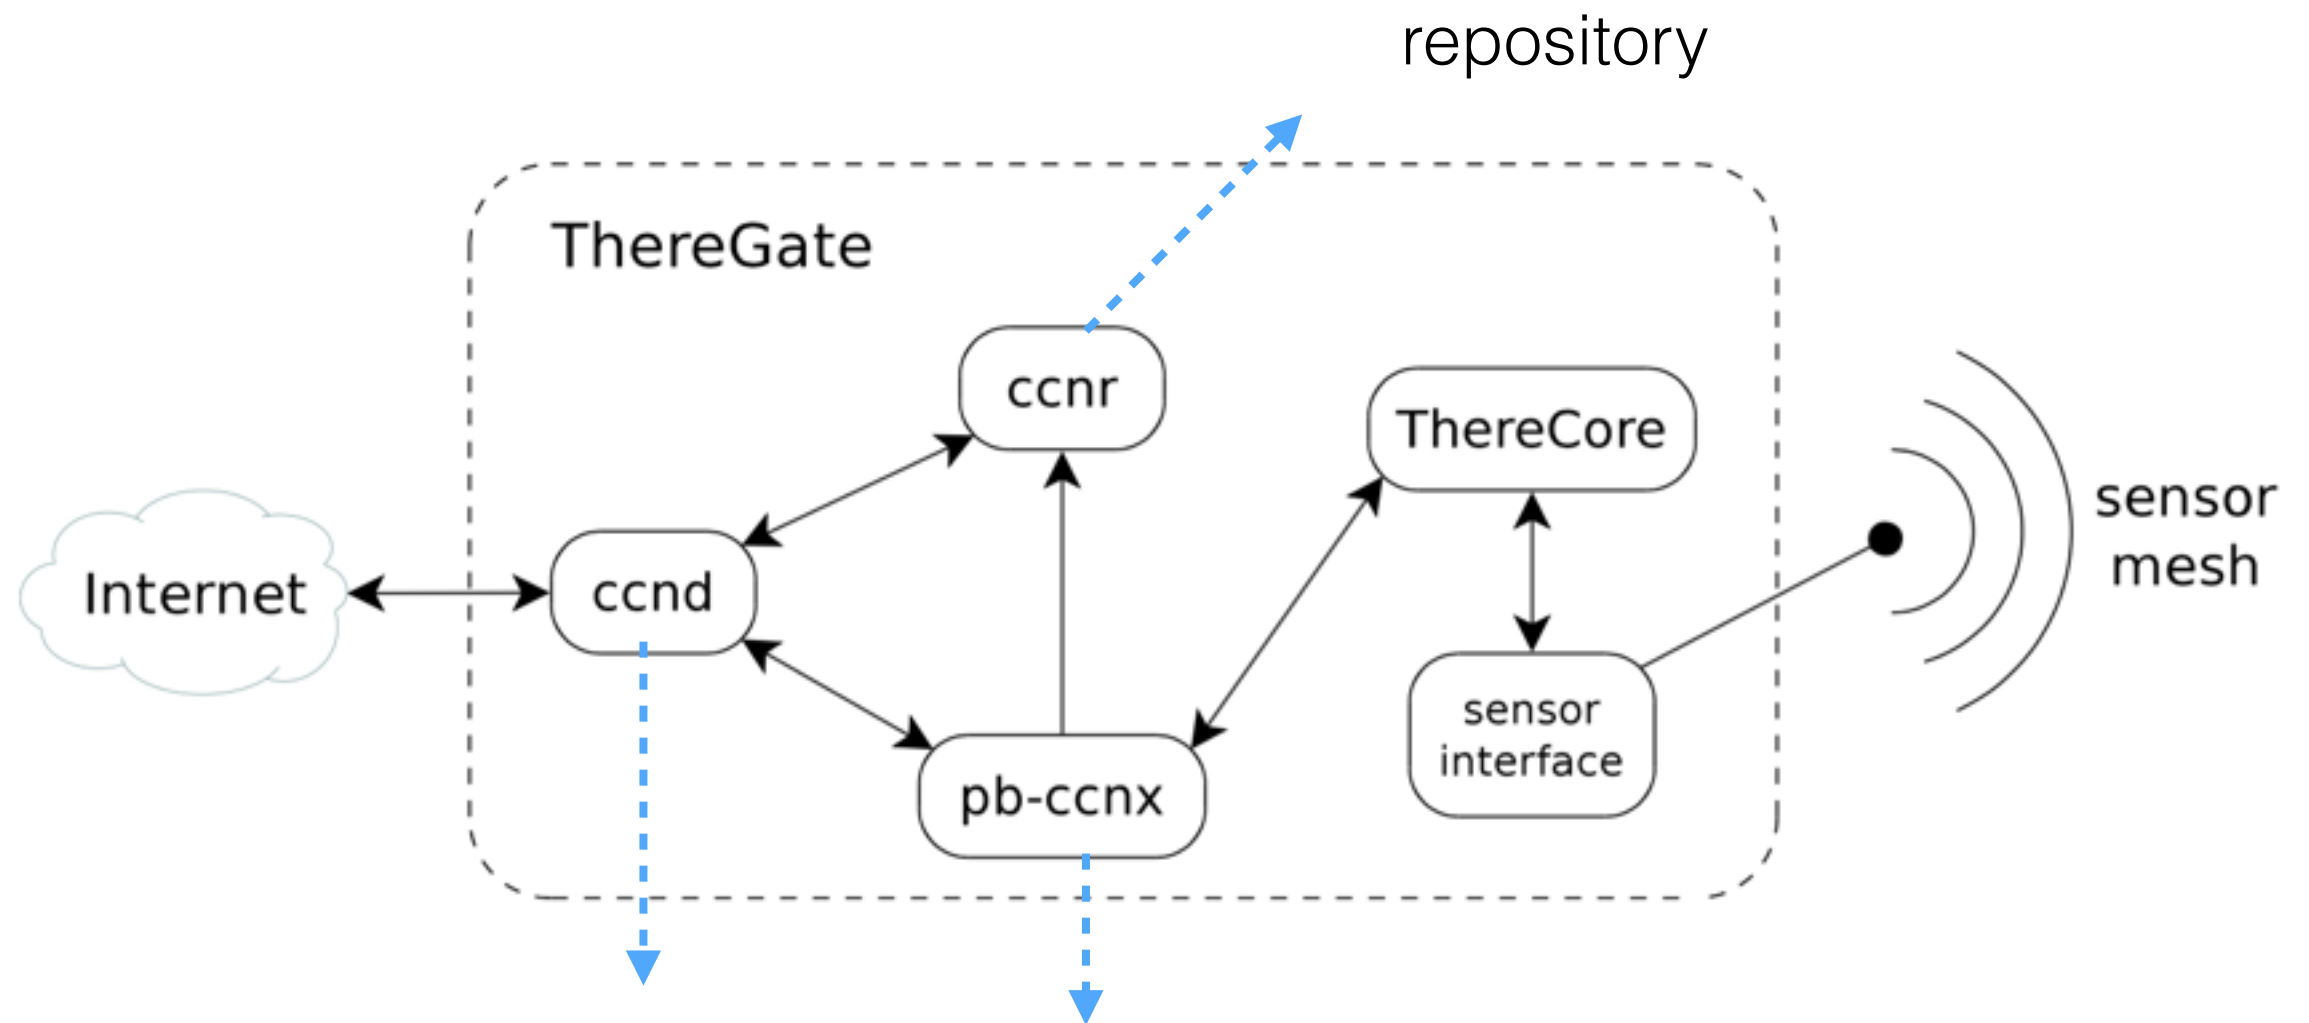 repository
ThereGate
ccnr
ThereCore
sensor
mesh
Internet
ccnd
sensor
interface
pb-ccnx